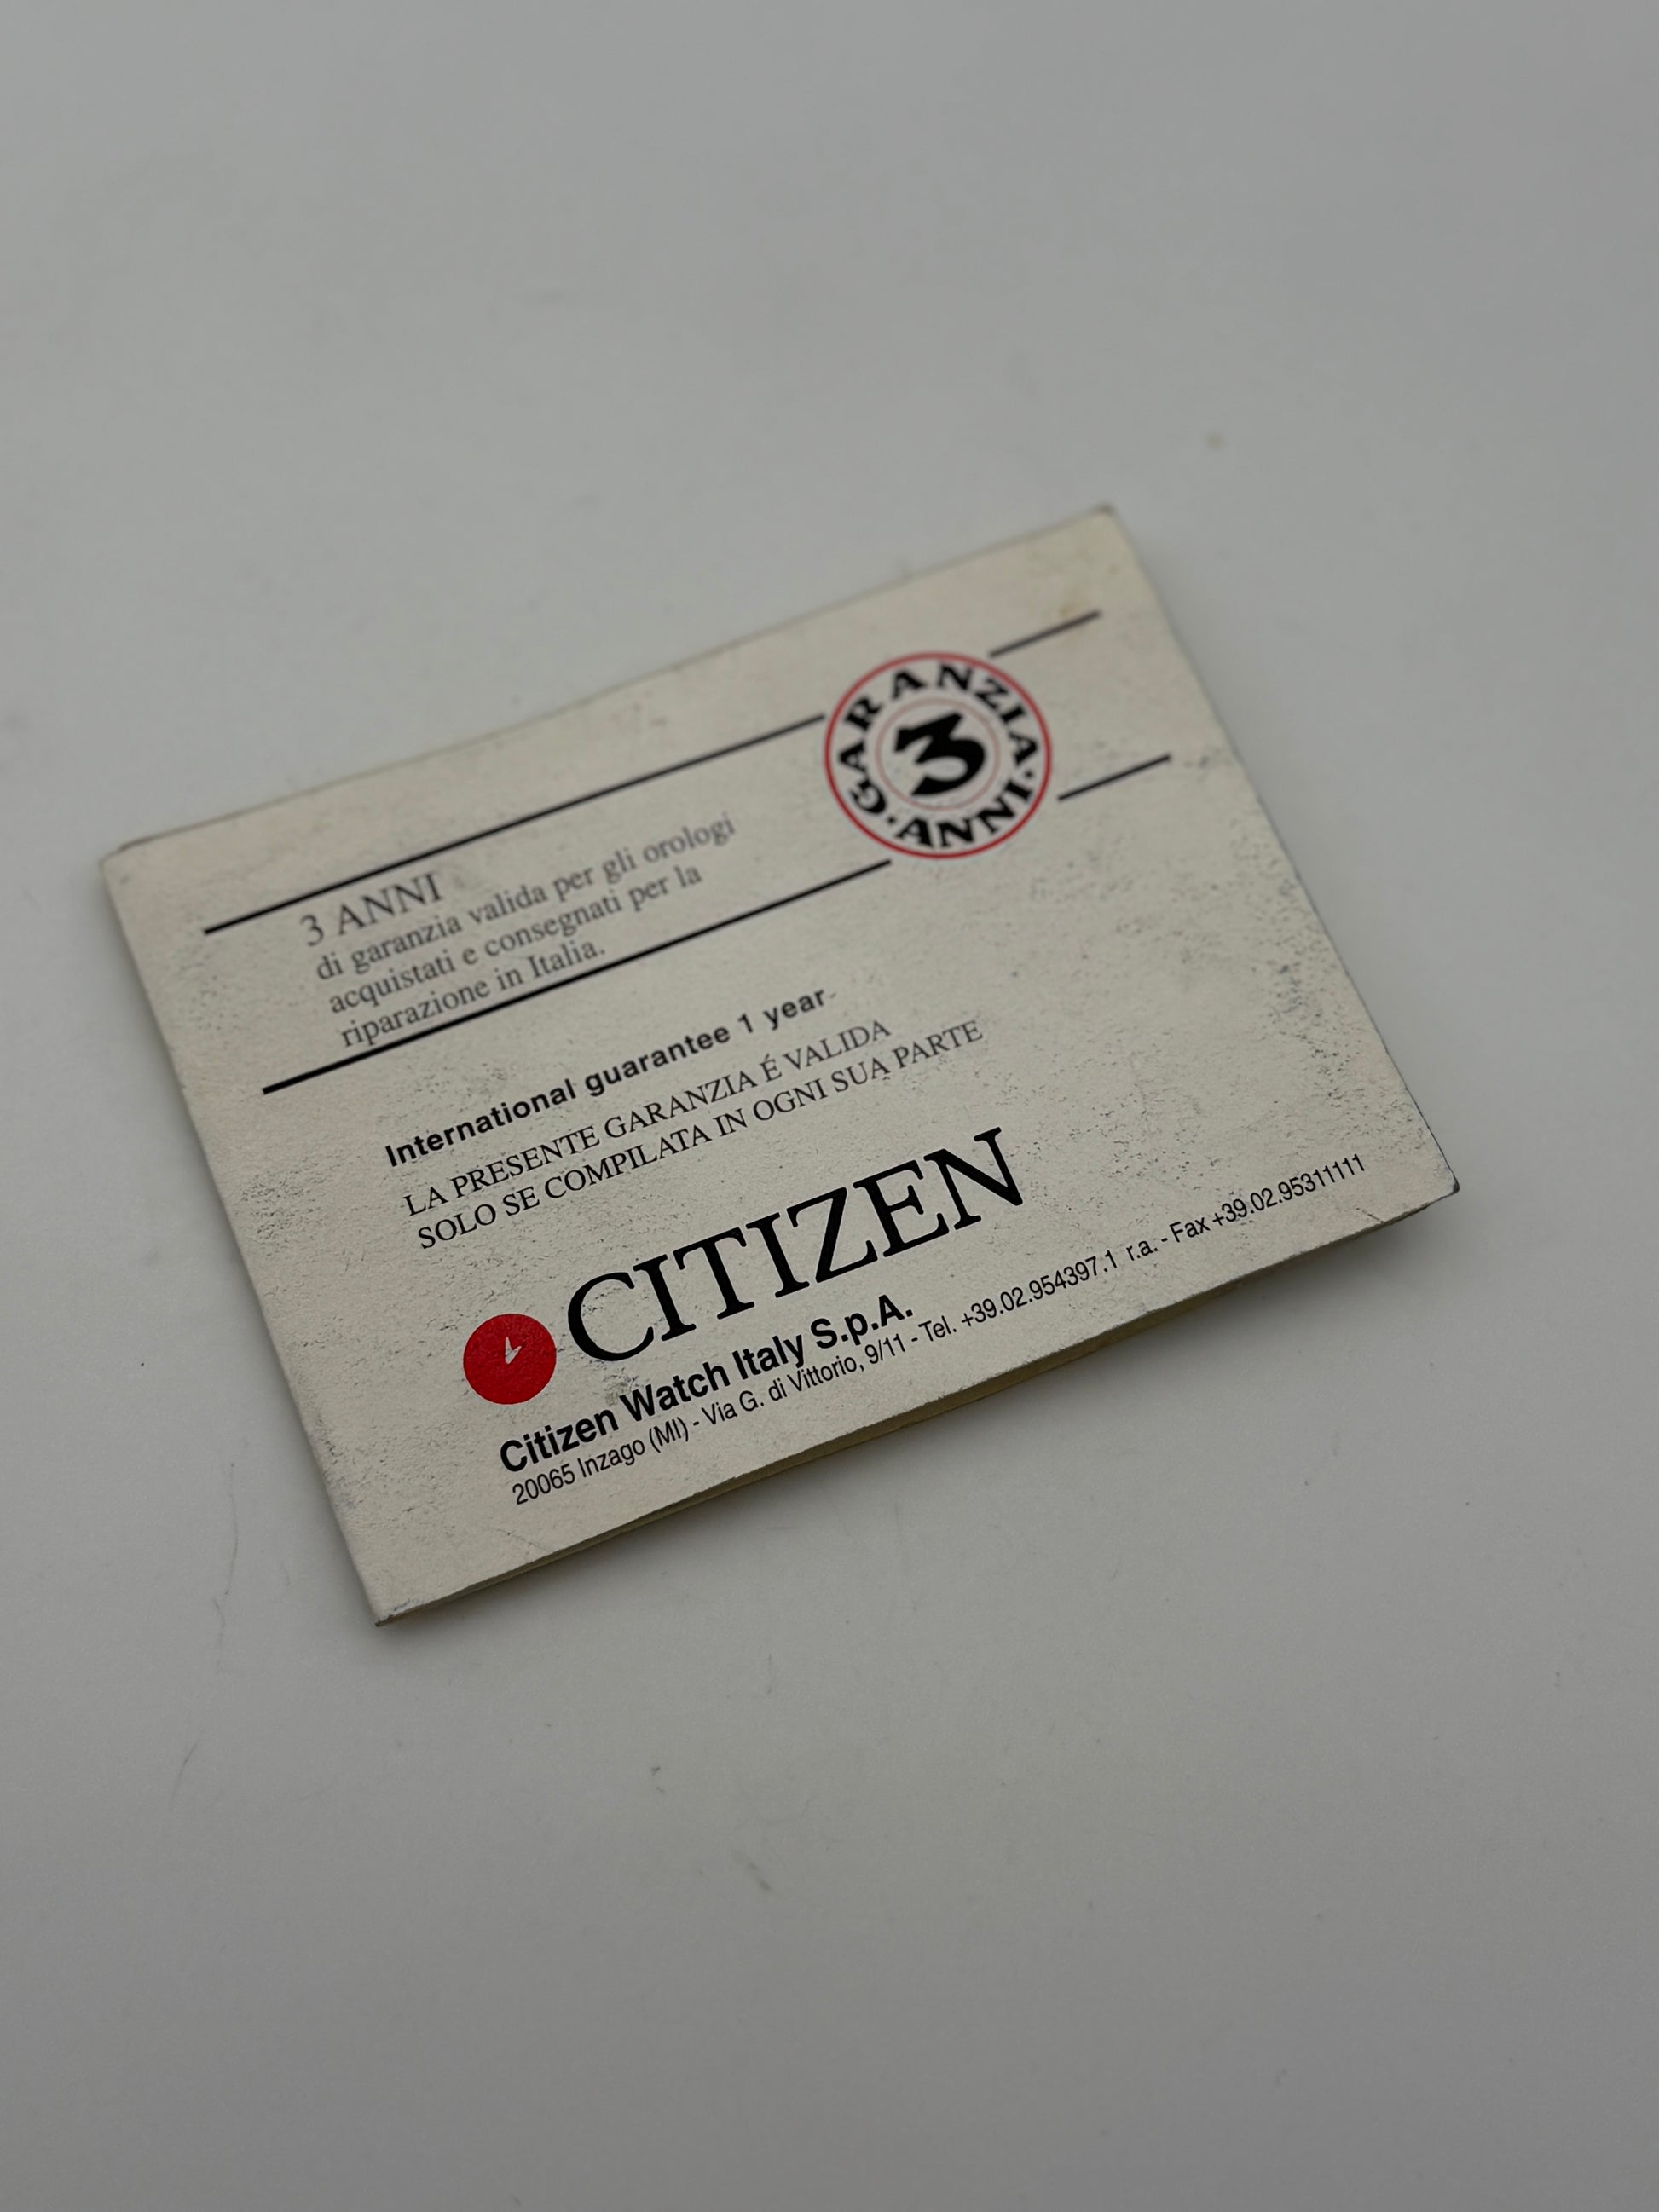 GARANZIA · ANNI ·
3
3 ANNI
di garanzia valida per gli orologi
acquistati e consegnati per la
riparazione in Italia.
International guarantee 1 year
LA PRESENTE GARANZIA É VALIDA
SOLO SE COMPILATA IN OGNI SUA PARTE
CITIZEN
Citizen Watch Italy S.p.A.
20065 Inzago (MI) - Via G. di Vittorio, 9/11 - Tel. +39.02.954397.1 r.a. - Fax +39.02.95311111